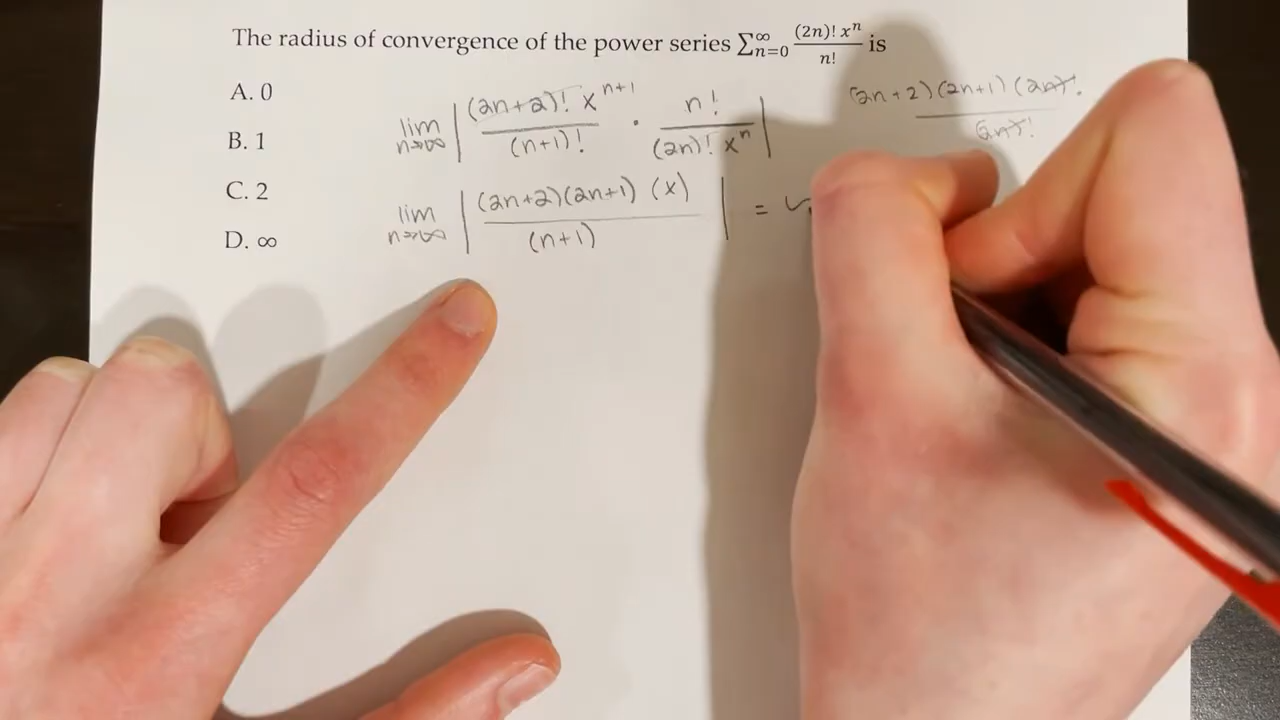 The radius of convergence of the power series ∑_{n=0}^{∞} (2n)! x^n / n! is
A. 0
B. 1
C. 2
D. ∞
lim n→∞ | (2n+2)! x^{n+1} / (n+1)! · n! / (2n)! x^n |
(2n+2)(2n+1)(2n)! / (2n)!
lim n→∞ | (2n+2)(2n+1) (x) / (n+1) | =